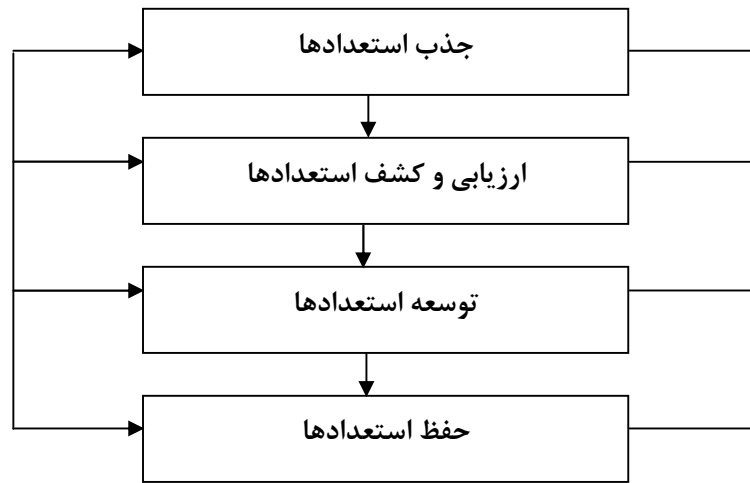 جذب استعدادها
ارزیابی و کشف استعدادها
توسعه استعدادها
حفظ استعدادها